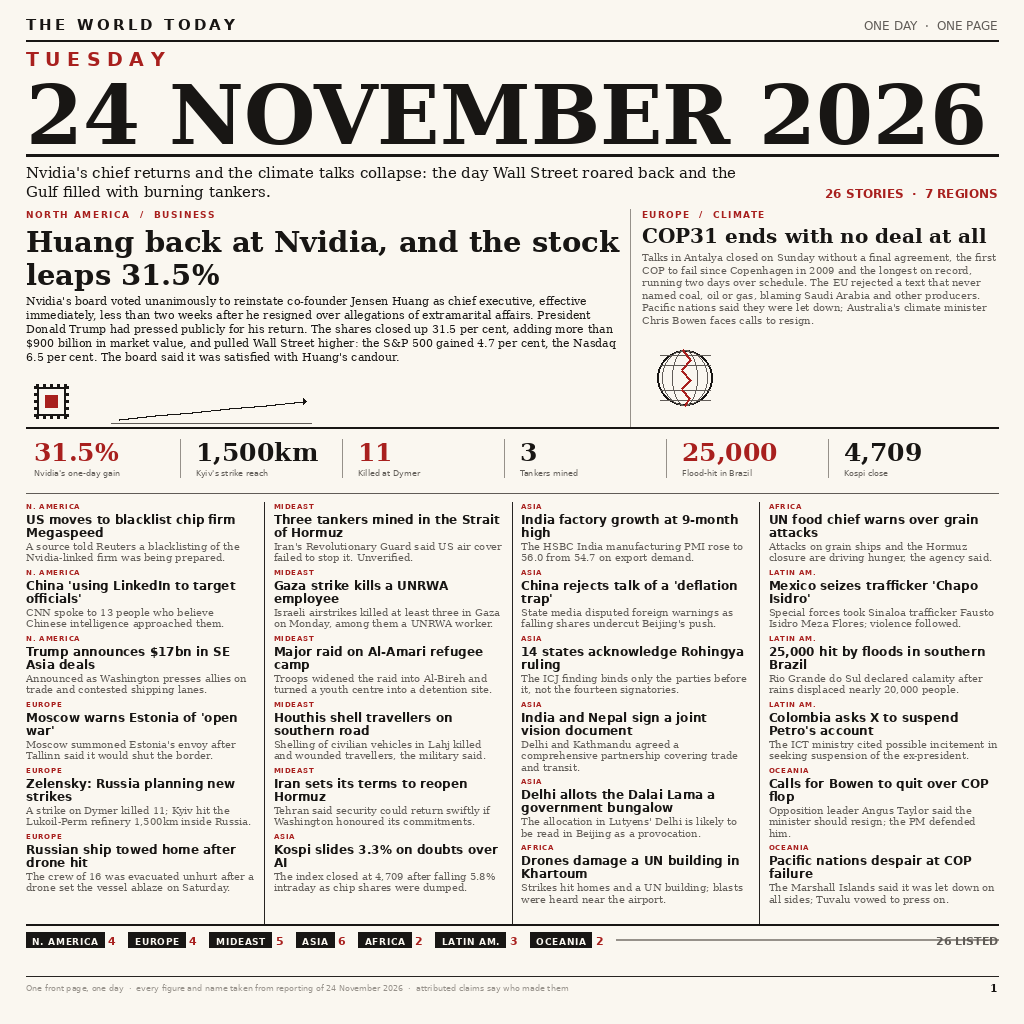 THE WORLD TODAY
ONE DAY · ONE PAGE
TUESDAY
24 NOVEMBER 2026
Nvidia's chief returns and the climate talks collapse: the day Wall Street roared back and the
Gulf filled with burning tankers.
26 STORIES · 7 REGIONS
NORTH AMERICA / BUSINESS
Huang back at Nvidia, and the stock
leaps 31.5%
Nvidia's board voted unanimously to reinstate co-founder Jensen Huang as chief executive, effective
immediately, less than two weeks after he resigned over allegations of extramarital affairs. President
Donald Trump had pressed publicly for his return. The shares closed up 31.5 per cent, adding more than
$900 billion in market value, and pulled Wall Street higher: the S&P 500 gained 4.7 per cent, the Nasdaq
6.5 per cent. The board said it was satisfied with Huang's candour.
EUROPE / CLIMATE
COP31 ends with no deal at all
Talks in Antalya closed on Sunday without a final agreement, the first
COP to fail since Copenhagen in 2009 and the longest on record,
running two days over schedule. The EU rejected a text that never
named coal, oil or gas, blaming Saudi Arabia and other producers.
Pacific nations said they were let down; Australia's climate minister
Chris Bowen faces calls to resign.
31.5%
Nvidia's one-day gain
1,500km
Kyiv's strike reach
11
Killed at Dymer
3
Tankers mined
25,000
Flood-hit in Brazil
4,709
Kospi close
N. AMERICA
US moves to blacklist chip firm
Megaspeed
A source told Reuters a blacklisting of the
Nvidia-linked firm was being prepared.
N. AMERICA
China 'using LinkedIn to target
officials'
CNN spoke to 13 people who believe
Chinese intelligence approached them.
N. AMERICA
Trump announces $17bn in SE
Asia deals
Announced as Washington presses allies on
trade and contested shipping lanes.
EUROPE
Moscow warns Estonia of 'open
war'
Moscow summoned Estonia's envoy after
Tallinn said it would shut the border.
EUROPE
Zelensky: Russia planning new
strikes
A strike on Dymer killed 11; Kyiv hit the
Lukoil-Perm refinery 1,500km inside Russia.
EUROPE
Russian ship towed home after
drone hit
The crew of 16 was evacuated unhurt after a
drone set the vessel ablaze on Saturday.
MIDEAST
Three tankers mined in the Strait
of Hormuz
Iran's Revolutionary Guard said US air cover
failed to stop it. Unverified.
MIDEAST
Gaza strike kills a UNRWA
employee
Israeli airstrikes killed at least three in Gaza
on Monday, among them a UNRWA worker.
MIDEAST
Major raid on Al-Amari refugee
camp
Troops widened the raid into Al-Bireh and
turned a youth centre into a detention site.
MIDEAST
Houthis shell travellers on
southern road
Shelling of civilian vehicles in Lahj killed
and wounded travellers, the military said.
MIDEAST
Iran sets its terms to reopen
Hormuz
Tehran said security could return swiftly if
Washington honoured its commitments.
ASIA
Kospi slides 3.3% on doubts over
AI
The index closed at 4,709 after falling 5.8%
intraday as chip shares were dumped.
ASIA
India factory growth at 9-month
high
The HSBC India manufacturing PMI rose to
56.0 from 54.7 on export demand.
ASIA
China rejects talk of a 'deflation
trap'
State media disputed foreign warnings as
falling shares undercut Beijing's push.
ASIA
14 states acknowledge Rohingya
ruling
The ICJ finding binds only the parties before
it, not the fourteen signatories.
ASIA
India and Nepal sign a joint
vision document
Delhi and Kathmandu agreed a
comprehensive partnership covering trade
and transit.
ASIA
Delhi allots the Dalai Lama a
government bungalow
The allocation in Lutyens' Delhi is likely to
be read in Beijing as a provocation.
AFRICA
Drones damage a UN building in
Khartoum
Strikes hit homes and a UN building; blasts
were heard near the airport.
AFRICA
UN food chief warns over grain
attacks
Attacks on grain ships and the Hormuz
closure are driving hunger, the agency said.
LATIN AM.
Mexico seizes trafficker 'Chapo
Isidro'
Special forces took Sinaloa trafficker Fausto
Isidro Meza Flores; violence followed.
LATIN AM.
25,000 hit by floods in southern
Brazil
Rio Grande do Sul declared calamity after
rains displaced nearly 20,000 people.
LATIN AM.
Colombia asks X to suspend
Petro's account
The ICT ministry cited possible incitement in
seeking suspension of the ex-president.
OCEANIA
Calls for Bowen to quit over COP
flop
Opposition leader Angus Taylor said the
minister should resign; the PM defended
him.
OCEANIA
Pacific nations despair at COP
failure
The Marshall Islands said it was let down on
all sides; Tuvalu vowed to press on.
N. AMERICA 4 EUROPE 4 MIDEAST 5 ASIA 6 AFRICA 2 LATIN AM. 3 OCEANIA 2
26 LISTED
One front page, one day · every figure and name taken from reporting of 24 November 2026 · attributed claims say who made them
1